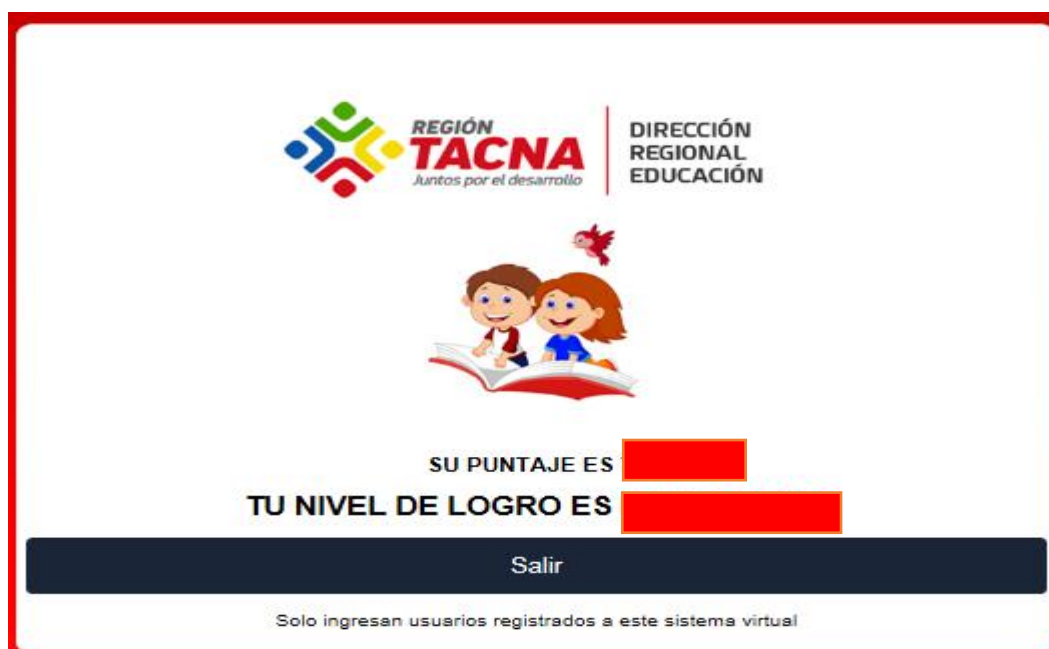 REGIÓN
TACNA
Juntos por el desarrollo
DIRECCIÓN
REGIONAL
EDUCACIÓN
SU PUNTAJE ES
TU NIVEL DE LOGRO ES
Salir
Solo ingresan usuarios registrados a este sistema virtual